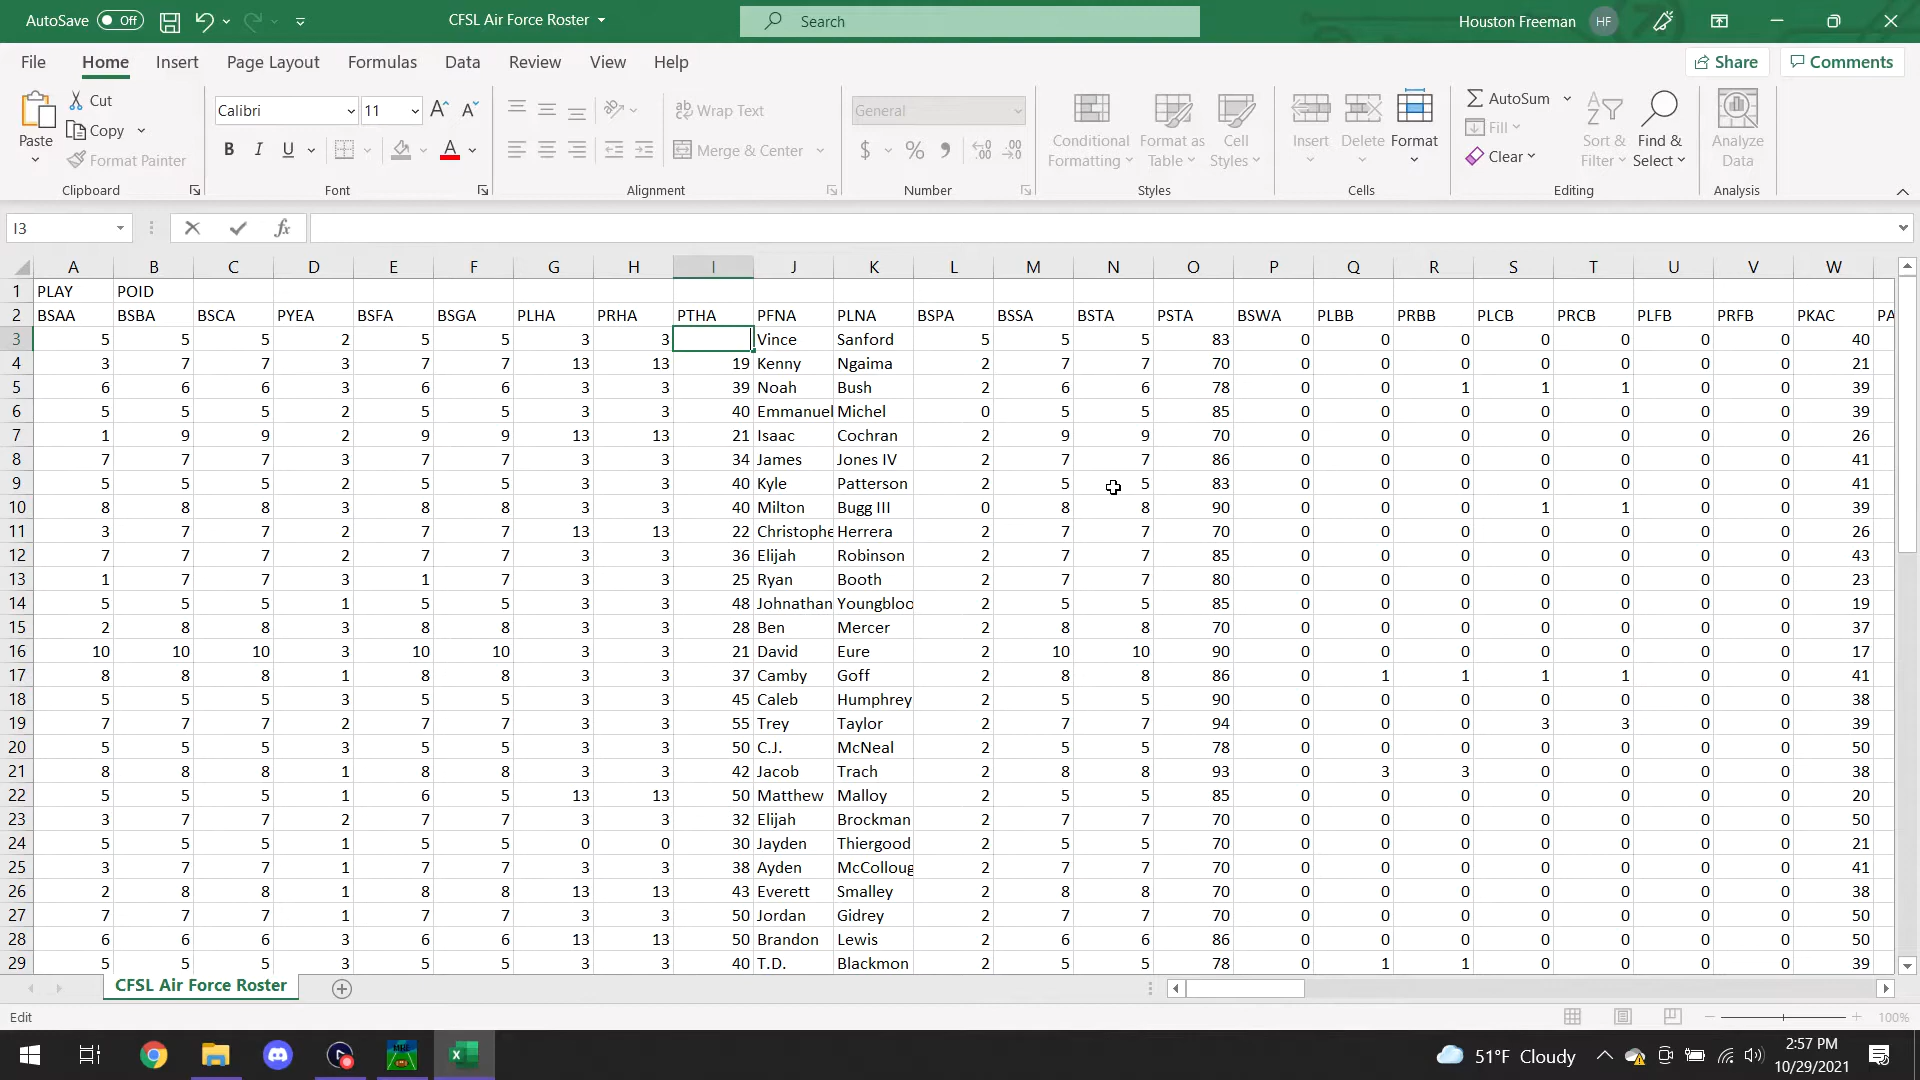 AutoSave Off CFSL Air Force Roster Search Houston Freeman HF
File Home Insert Page Layout Formulas Data Review View Help Share Comments
Paste Cut Copy Format Painter Clipboard
Calibri 11 A A B I U A Font
ab Wrap Text Merge & Center Alignment
General $ % 9 Number
Conditional Formatting Format as Table Cell Styles Styles
Insert Delete Format Cells
AutoSum Fill Clear Sort & Filter Find & Select Editing
Analyze Data Analysis
I3 fx
A B C D E F G H I J K L M N O P Q R S T U V W
1 PLAY POID
2 BSAA BSBA BSCA PYEA BSFA BSGA PLHA PRHA PTHA PFNA PLNA BSPA BSSA BSTA PSTA BSWA PLBB PRBB PLCB PRCB PLFB PRFB PKAC PA
3 5 5 5 2 5 5 3 3 Vince Sanford 5 5 5 83 0 0 0 0 0 0 0 40
4 3 7 7 3 7 7 13 13 19 Kenny Ngaima 2 7 7 70 0 0 0 0 0 0 0 21
5 6 6 6 3 6 6 3 3 39 Noah Bush 2 6 6 78 0 0 1 1 1 0 0 39
6 5 5 5 2 5 5 3 3 40 Emmanuel Michel 0 5 5 85 0 0 0 0 0 0 0 39
7 1 9 9 2 9 9 13 13 21 Isaac Cochran 2 9 9 70 0 0 0 0 0 0 0 26
8 7 7 7 3 7 7 3 3 34 James Jones IV 2 7 7 86 0 0 0 0 0 0 0 41
9 5 5 5 2 5 5 3 3 40 Kyle Patterson 2 5 5 83 0 0 0 0 0 0 0 41
10 8 8 8 3 8 8 3 3 40 Milton Bugg III 0 8 8 90 0 0 0 1 1 0 0 39
11 3 7 7 2 7 7 13 13 22 Christophe Herrera 2 7 7 70 0 0 0 0 0 0 0 26
12 7 7 7 2 7 7 3 3 36 Elijah Robinson 2 7 7 85 0 0 0 0 0 0 0 43
13 1 7 7 3 1 7 3 3 25 Ryan Booth 2 7 7 80 0 0 0 0 0 0 0 23
14 5 5 5 1 5 5 3 3 48 Johnathan Youngbloo 2 5 5 85 0 0 0 0 0 0 0 19
15 2 8 8 3 8 8 3 3 28 Ben Mercer 2 8 8 70 0 0 0 0 0 0 0 37
16 10 10 10 3 10 10 3 3 21 David Eure 2 10 10 90 0 0 0 0 0 0 0 17
17 8 8 8 1 8 8 3 3 37 Camby Goff 2 8 8 86 0 1 1 1 1 0 0 41
18 5 5 5 3 5 5 3 3 45 Caleb Humphrey 2 5 5 90 0 0 0 0 0 0 0 38
19 7 7 7 2 7 7 3 3 55 Trey Taylor 2 7 7 94 0 0 0 3 3 0 0 39
20 5 5 5 3 5 5 3 3 50 C.J. McNeal 2 5 5 78 0 0 0 0 0 0 0 50
21 8 8 8 1 8 8 3 3 42 Jacob Trach 2 8 8 93 0 3 3 0 0 0 0 38
22 5 5 5 1 6 5 13 13 50 Matthew Malloy 2 5 5 85 0 0 0 0 0 0 0 20
23 3 7 7 2 7 7 3 3 32 Elijah Brockman 2 7 7 70 0 0 0 0 0 0 0 50
24 5 5 5 1 5 5 0 0 30 Jayden Thiergood 2 5 5 70 0 0 0 0 0 0 0 21
25 3 7 7 1 7 7 3 3 38 Ayden McColloug 2 7 7 70 0 0 0 0 0 0 0 41
26 2 8 8 1 8 8 13 13 43 Everett Smalley 2 8 8 70 0 0 0 0 0 0 0 38
27 7 7 7 1 7 7 3 3 50 Jordan Gidrey 2 7 7 70 0 0 0 0 0 0 0 50
28 6 6 6 3 6 6 13 13 50 Brandon Lewis 2 6 6 86 0 0 0 0 0 0 0 50
29 5 5 5 3 5 5 3 3 40 T.D. Blackmon 2 5 5 78 0 1 1 0 0 0 0 39
CFSL Air Force Roster
Edit 100%
51°F Cloudy 2:57 PM
10/29/2021